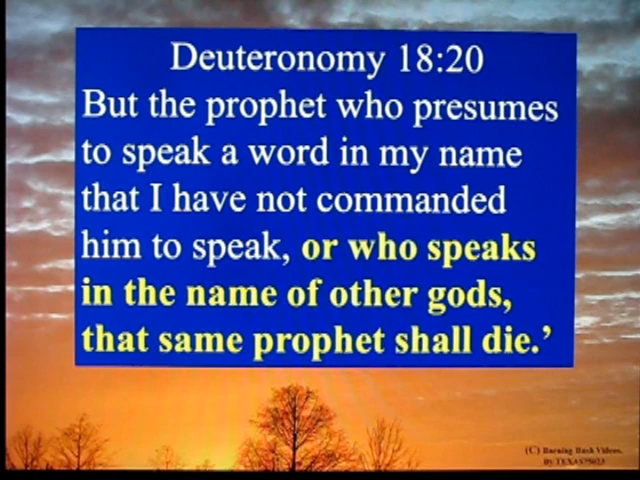 Deuteronomy 18:20
But the prophet who presumes
to speak a word in my name
that I have not commanded
him to speak, or who speaks
in the name of other gods,
that same prophet shall die.’
(C) Burning Bush Videos.
By TEXAS75023